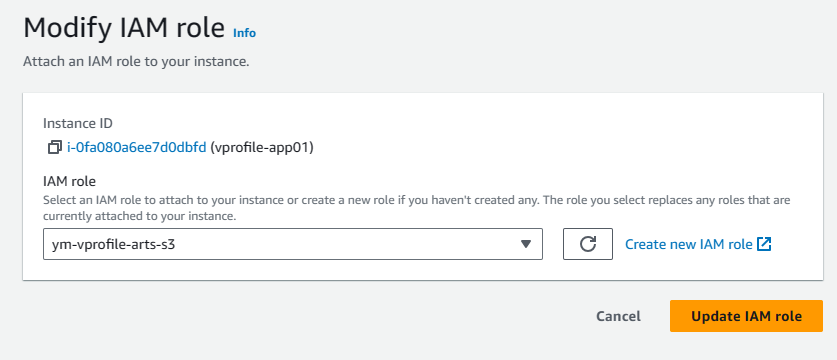 Modify IAM role Info
Attach an IAM role to your instance.
Instance ID
i-0fa080a6ee7d0dbfd (vprofile-app01)
IAM role
Select an IAM role to attach to your instance or create a new role if you haven't created any. The role you select replaces any roles that are
currently attached to your instance.
ym-vprofile-arts-s3
Create new IAM role
Cancel
Update IAM role